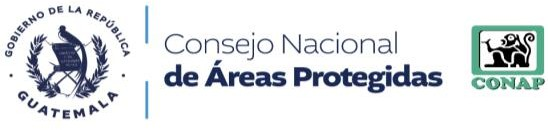 GOBIERNO DE LA REPÚBLICA
GUATEMALA
Consejo Nacional
de Áreas Protegidas
CONAP